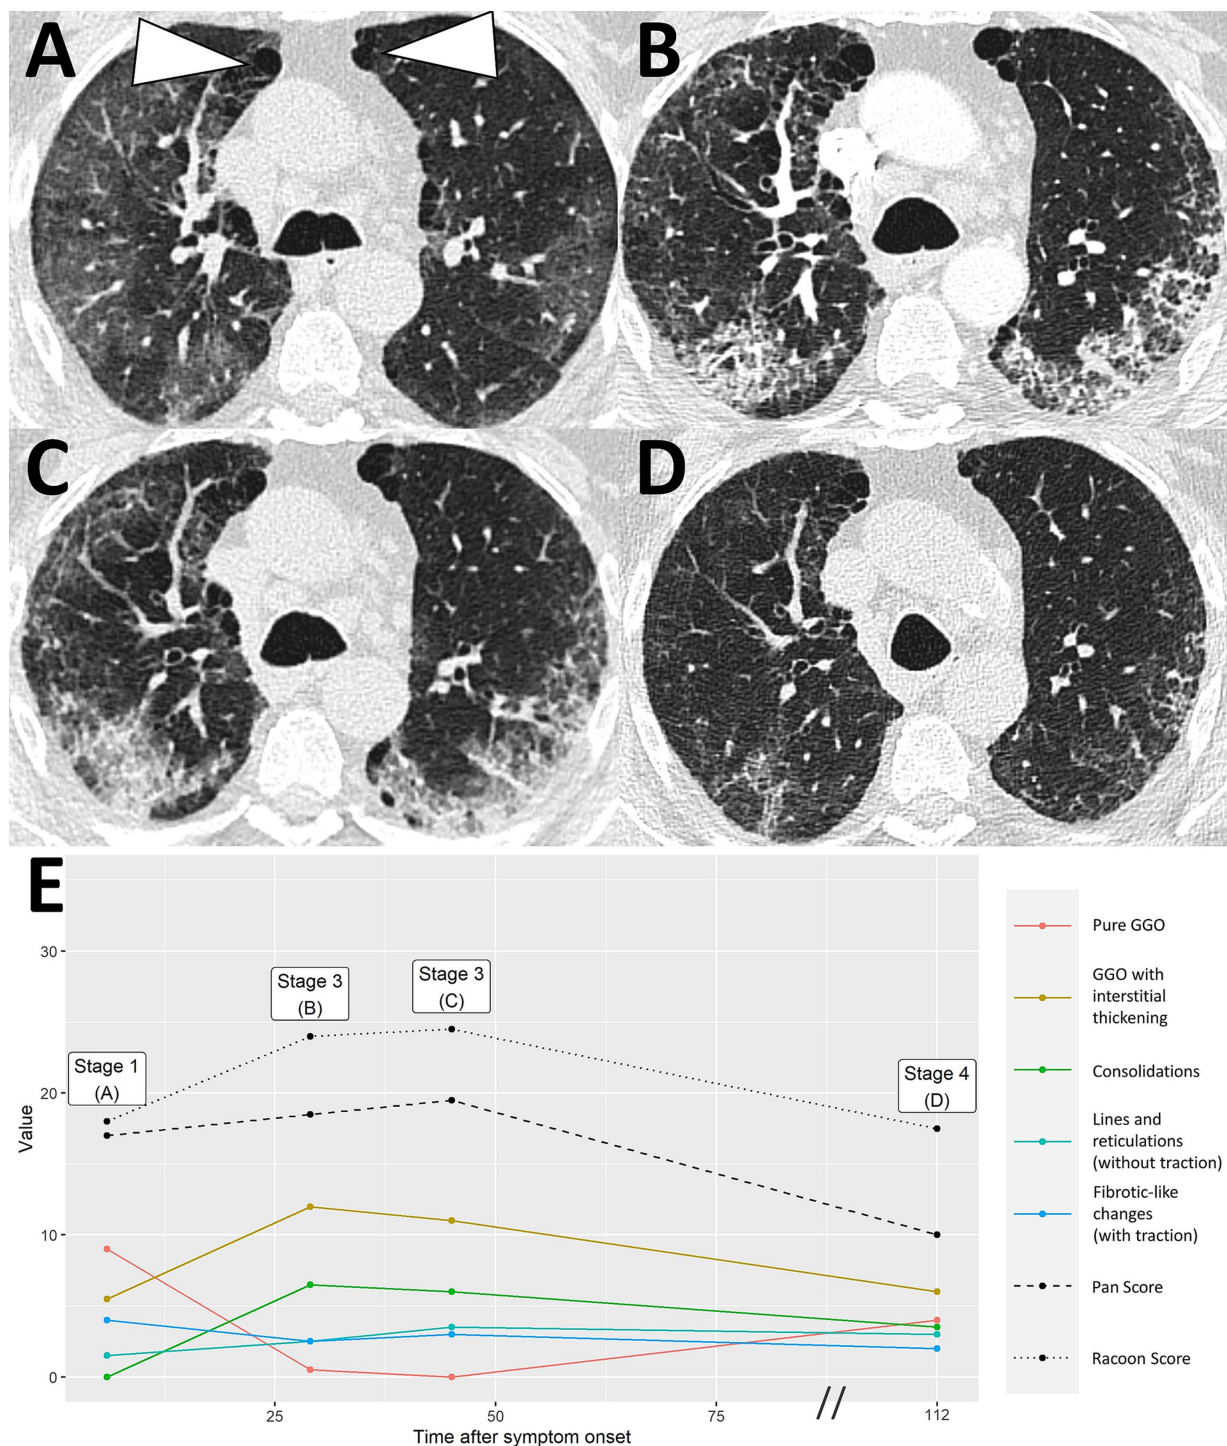 A
B
C
D
E
Value
30
20
10
0
Stage 1
(A)
Stage 3
(B)
Stage 3
(C)
Stage 4
(D)
25
50
75
//
112
Time after symptom onset
Pure GGO
GGO with
interstitial
thickening
Consolidations
Lines and
reticulations
(without traction)
Fibrotic-like
changes
(with traction)
Pan Score
Racoon Score